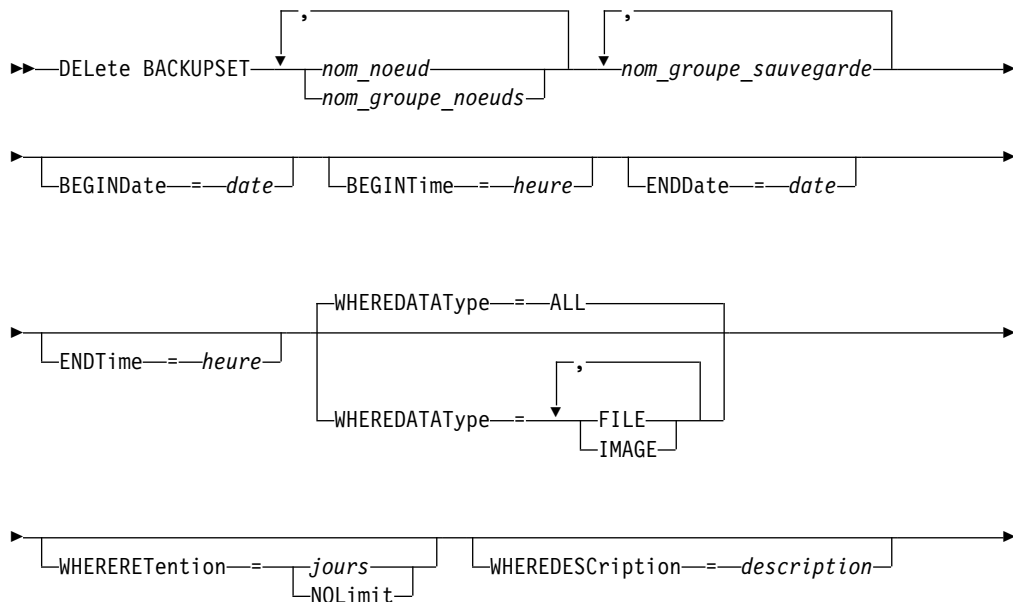 ,
,
DELete BACKUPSET nom_noeud nom_groupe_sauvegarde
nom_groupe_noeuds
BEGINDate = date BEGINTime = heure ENDDate = date
WHEREDATAType = ALL
ENDTime = heure
,
WHEREDATAType = FILE
IMAGE
WHERERETention = jours WHEREDESCription = description
NOLimit